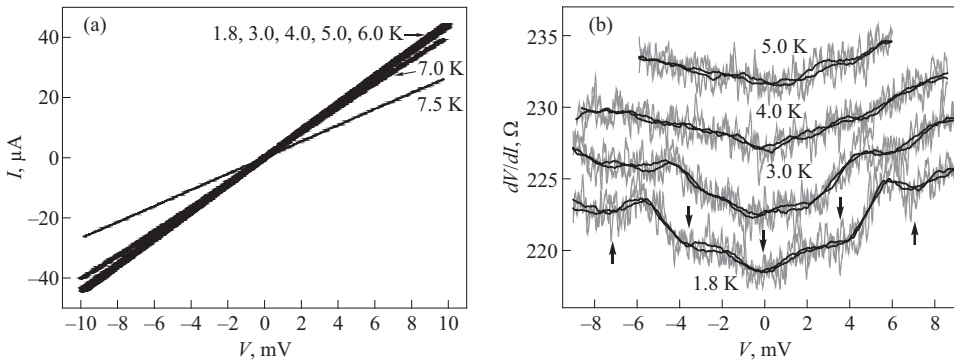 (a)
1.8, 3.0, 4.0, 5.0, 6.0 K
7.0 K
7.5 K
40
20
0
–20
–40
I, μA
–10 –8 –6 –4 –2 0 2 4 6 8 10
V, mV
(b)
5.0 K
4.0 K
3.0 K
1.8 K
235
230
225
220
dV/dI, Ω
–8 –6 –4 –2 0 2 4 6 8
V, mV